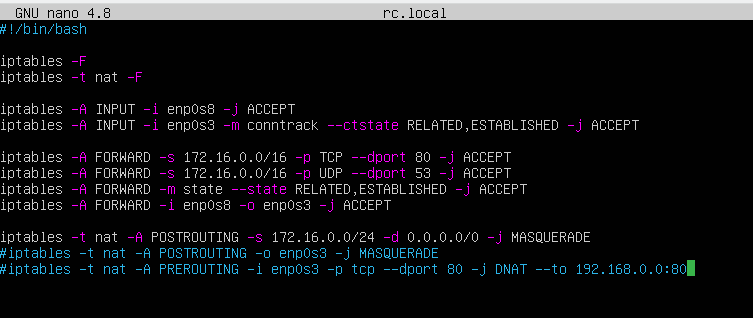 GNU nano 4.8 rc.local
#!/bin/bash
iptables -F
iptables -t nat -F
iptables -A INPUT -i enp0s8 -j ACCEPT
iptables -A INPUT -i enp0s3 -m conntrack --ctstate RELATED,ESTABLISHED -j ACCEPT
iptables -A FORWARD -s 172.16.0.0/16 -p TCP --dport 80 -j ACCEPT
iptables -A FORWARD -s 172.16.0.0/16 -p UDP --dport 53 -j ACCEPT
iptables -A FORWARD -m state --state RELATED,ESTABLISHED -j ACCEPT
iptables -A FORWARD -i enp0s8 -o enp0s3 -j ACCEPT
iptables -t nat -A POSTROUTING -s 172.16.0.0/24 -d 0.0.0.0/0 -j MASQUERADE
#iptables -t nat -A POSTROUTING -o enp0s3 -j MASQUERADE
#iptables -t nat -A PREROUTING -i enp0s3 -p tcp --dport 80 -j DNAT --to 192.168.0.0:80